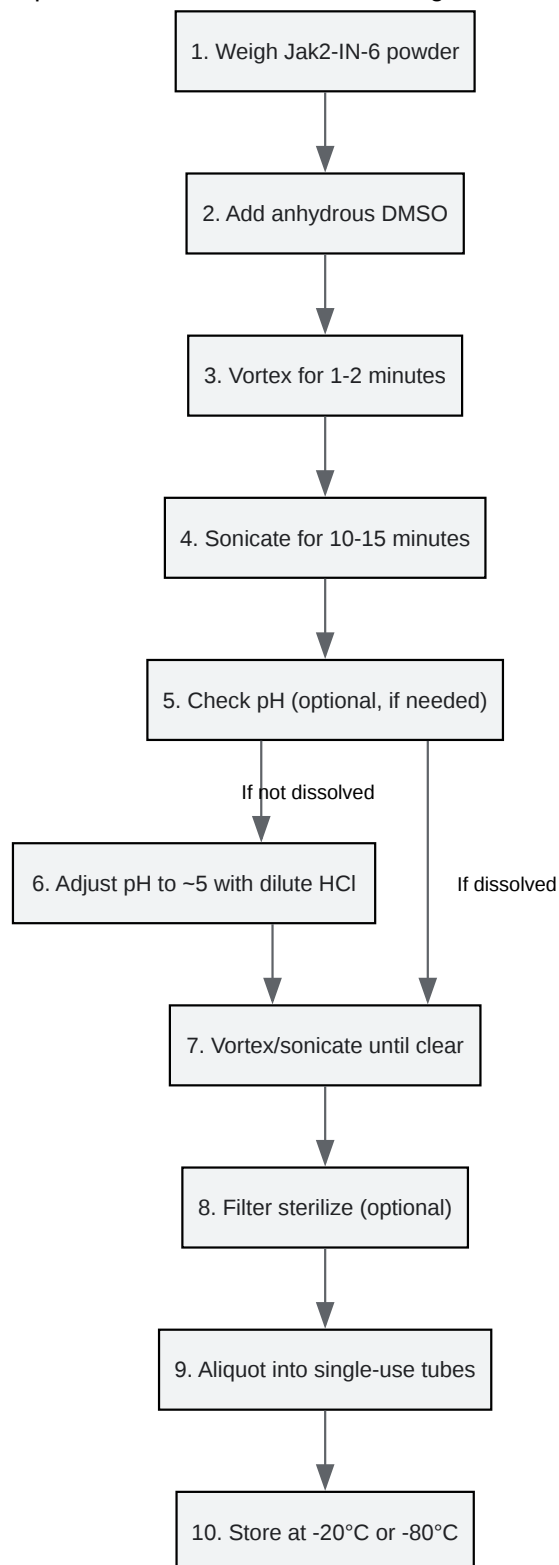 1. Weigh Jak2-IN-6 powder
2. Add anhydrous DMSO
3. Vortex for 1-2 minutes
4. Sonicate for 10-15 minutes
5. Check pH (optional, if needed)
If not dissolved
6. Adjust pH to ~5 with dilute HCl
If dissolved
7. Vortex/sonicate until clear
8. Filter sterilize (optional)
9. Aliquot into single-use tubes
10. Store at -20°C or -80°C